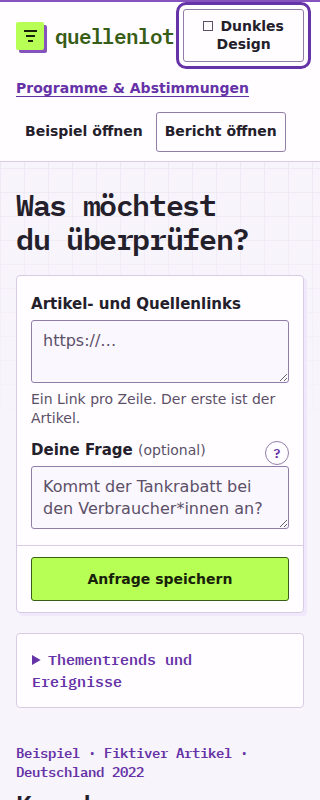 quellenlot
Dunkles
Design
Programme & Abstimmungen
Beispiel öffnen
Bericht öffnen
Was möchtest
du überprüfen?
Artikel- und Quellenlinks
https://…
Ein Link pro Zeile. Der erste ist der
Artikel.
Deine Frage (optional)
?
Kommt der Tankrabatt bei
den Verbraucher*innen an?
Anfrage speichern
Thementrends und
Ereignisse
Beispiel · Fiktiver Artikel ·
Deutschland 2022